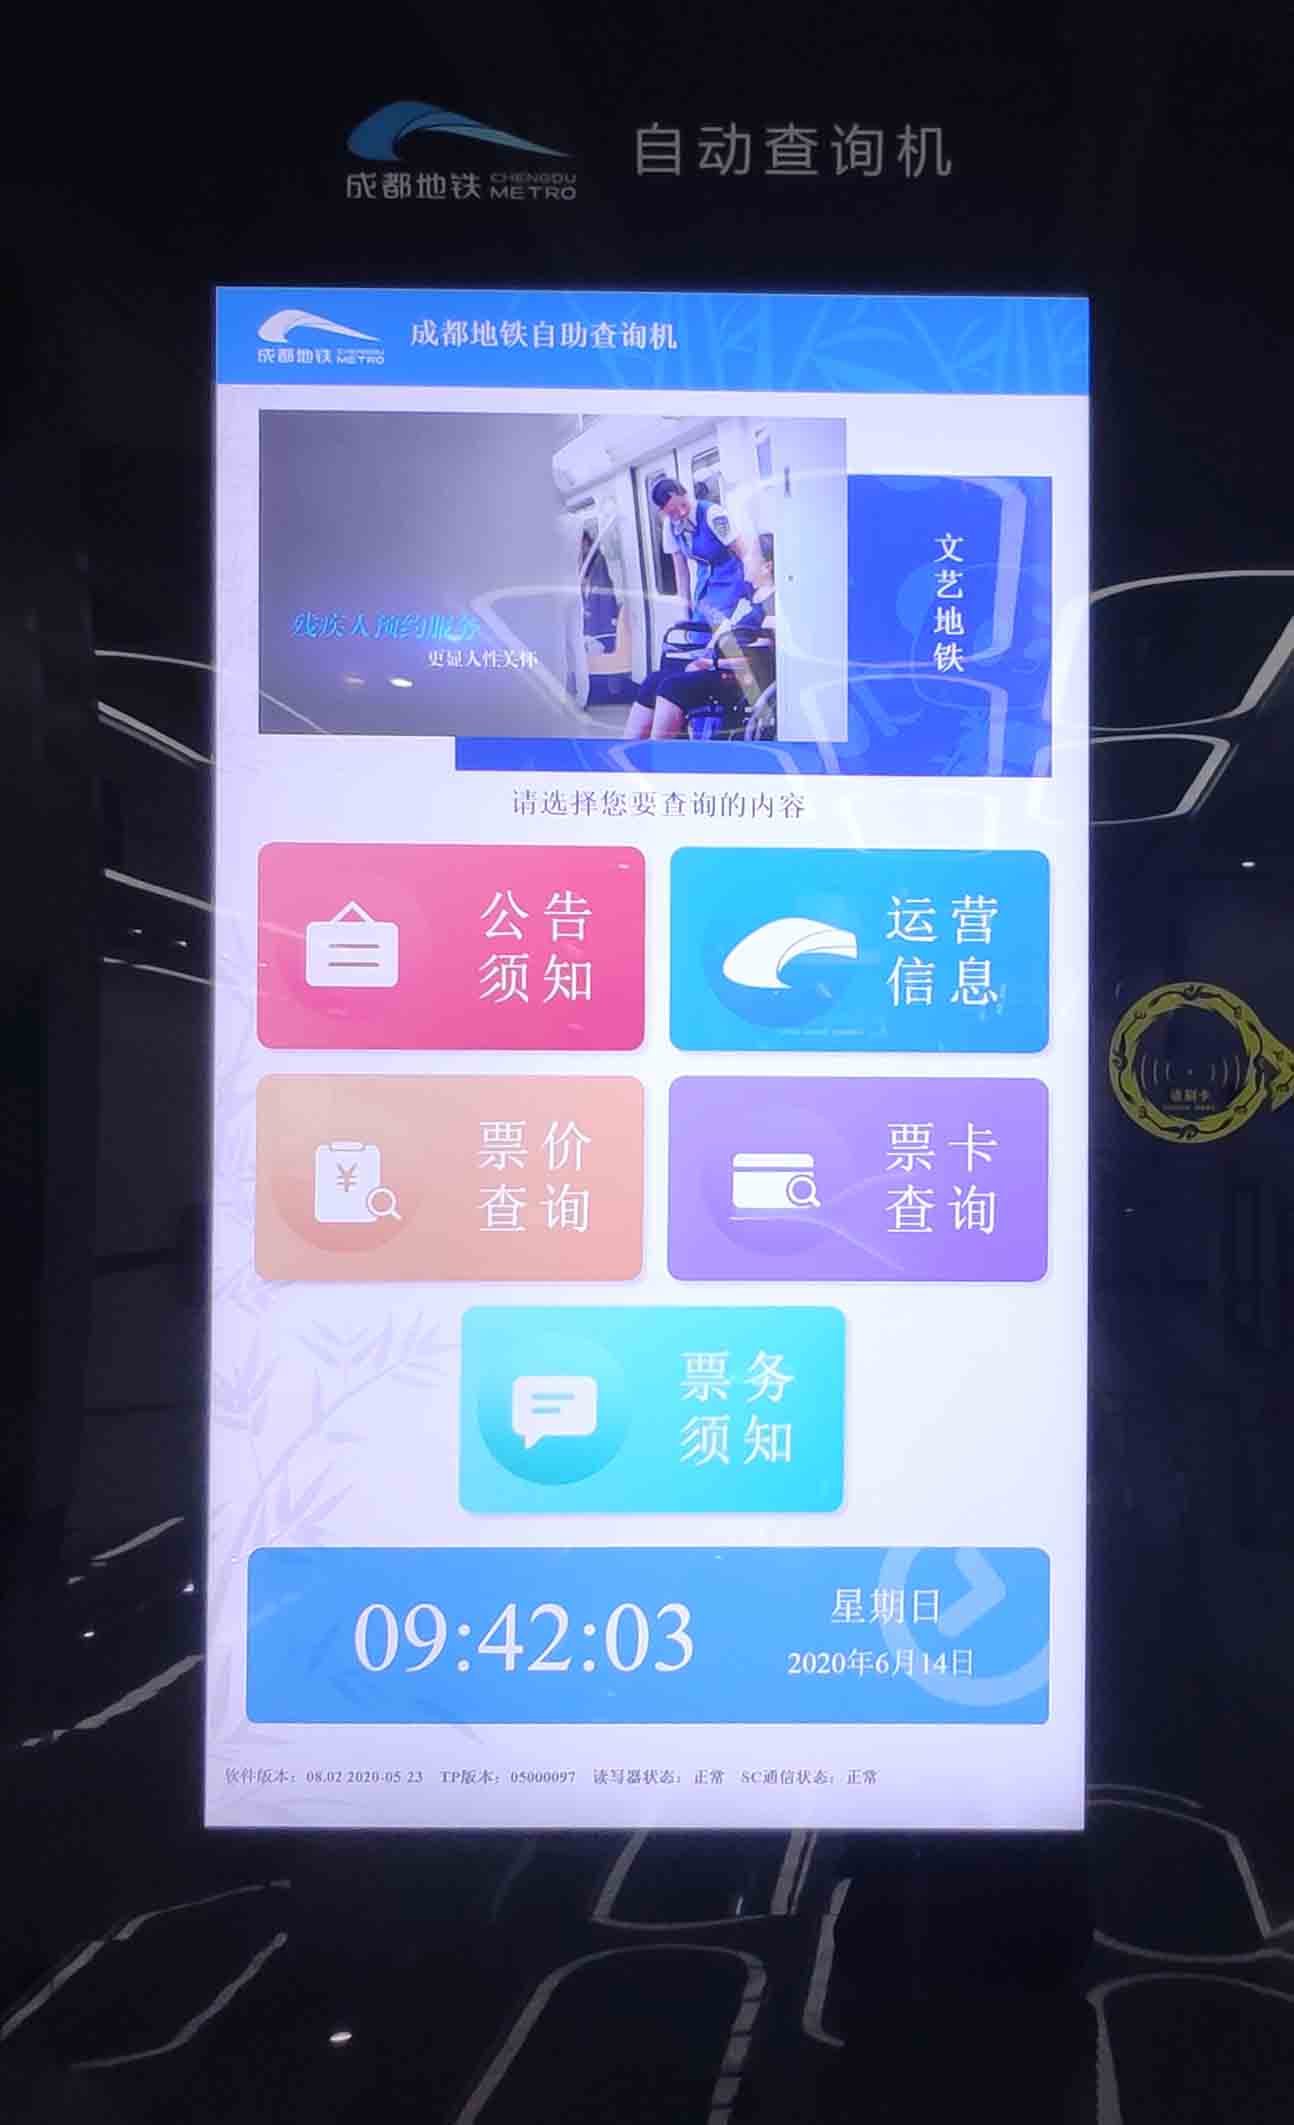 成都地铁 CHENGDU METRO
自动查询机
成都地铁 CHENGDU METRO
成都地铁自助查询机
残疾人预约服务
更显人性关怀
文艺地铁
请选择您要查询的内容
公告
须知
运营
信息
票价
查询
票卡
查询
请刷卡
票务
须知
09:42:03
星期日
2020年6月14日
软件版本：08.02 2020-05 23 TP版本：05000097 读写器状态：正常 SC通信状态：正常